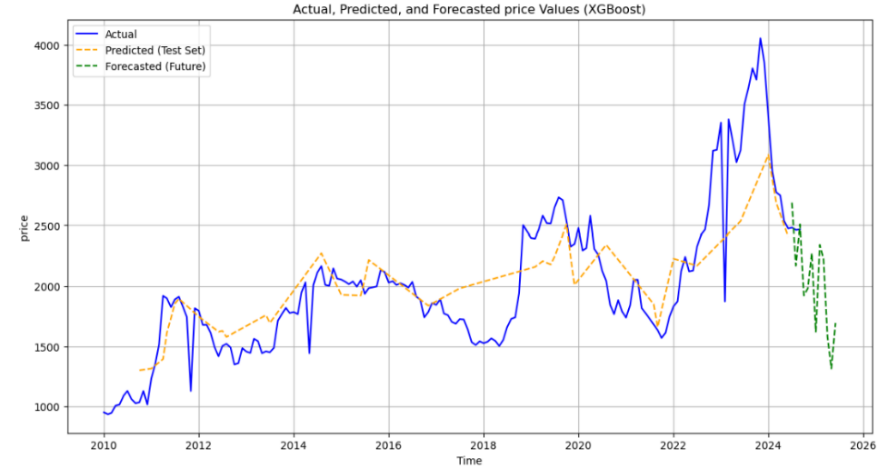 Actual, Predicted, and Forecasted price Values (XGBoost)
Actual
Predicted (Test Set)
Forecasted (Future)
4000
3500
3000
2500
2000
1500
1000
price
2010 2012 2014 2016 2018 2020 2022 2024 2026
Time